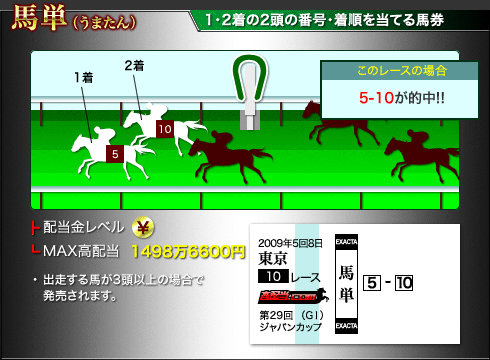 馬単(うまたん)
1・2着の2頭の番号・着順を当てる馬券
このレースの場合
5-10が的中!!
2着
1着
10
5
配当金レベル ¥
MAX高配当 1498万6600円
・出走する馬が3頭以上の場合で
発売されます。
2009年5回8日
東京
10レース
第29回 (GI)
ジャパンカップ
EXACTA
馬単
EXACTA
5-10